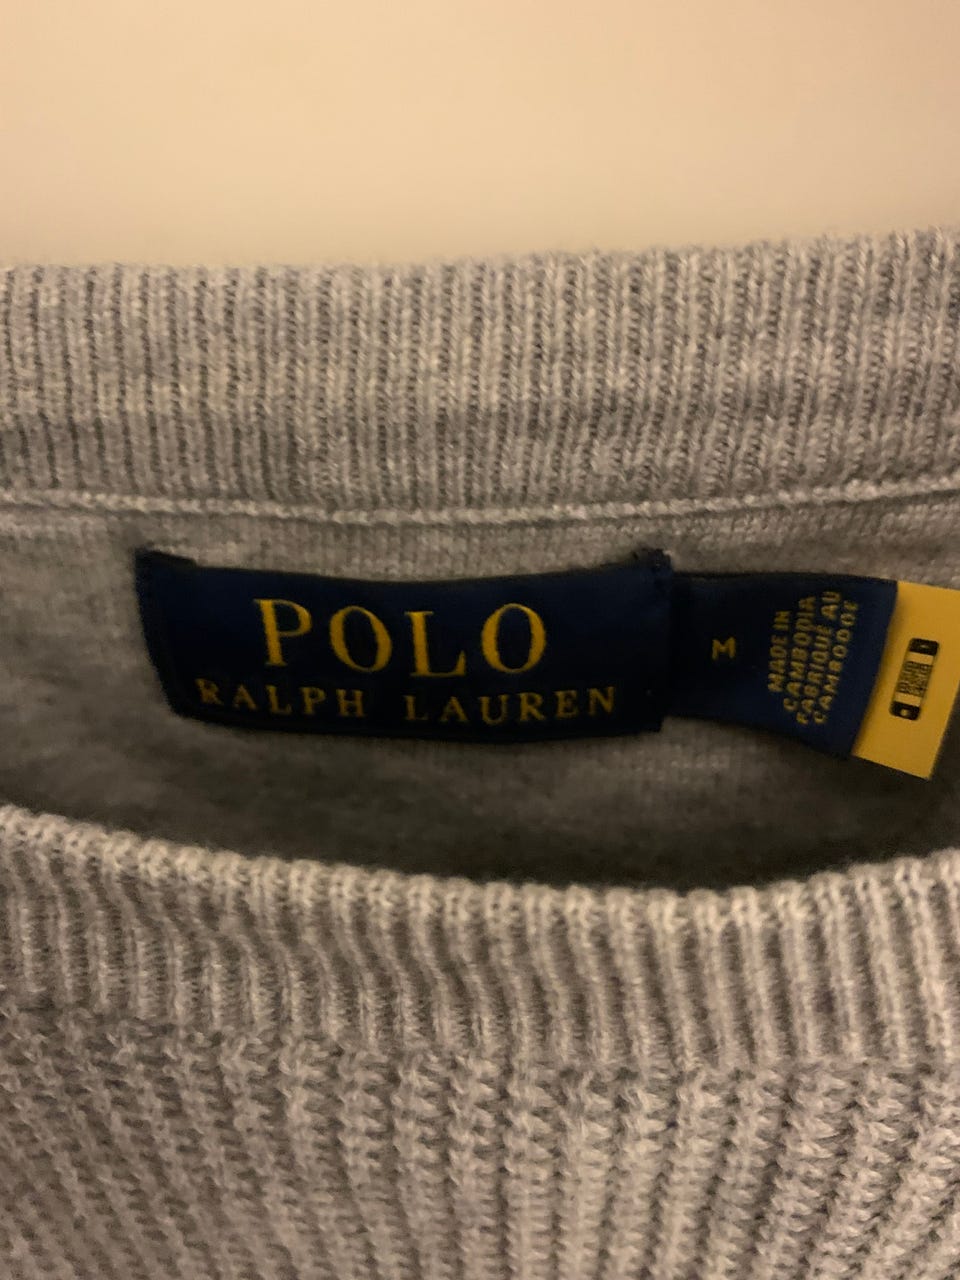 POLO
RALPH LAUREN
M
MADE IN
CAMBODIA
FABRIQUÉ AU
CAMBODGE